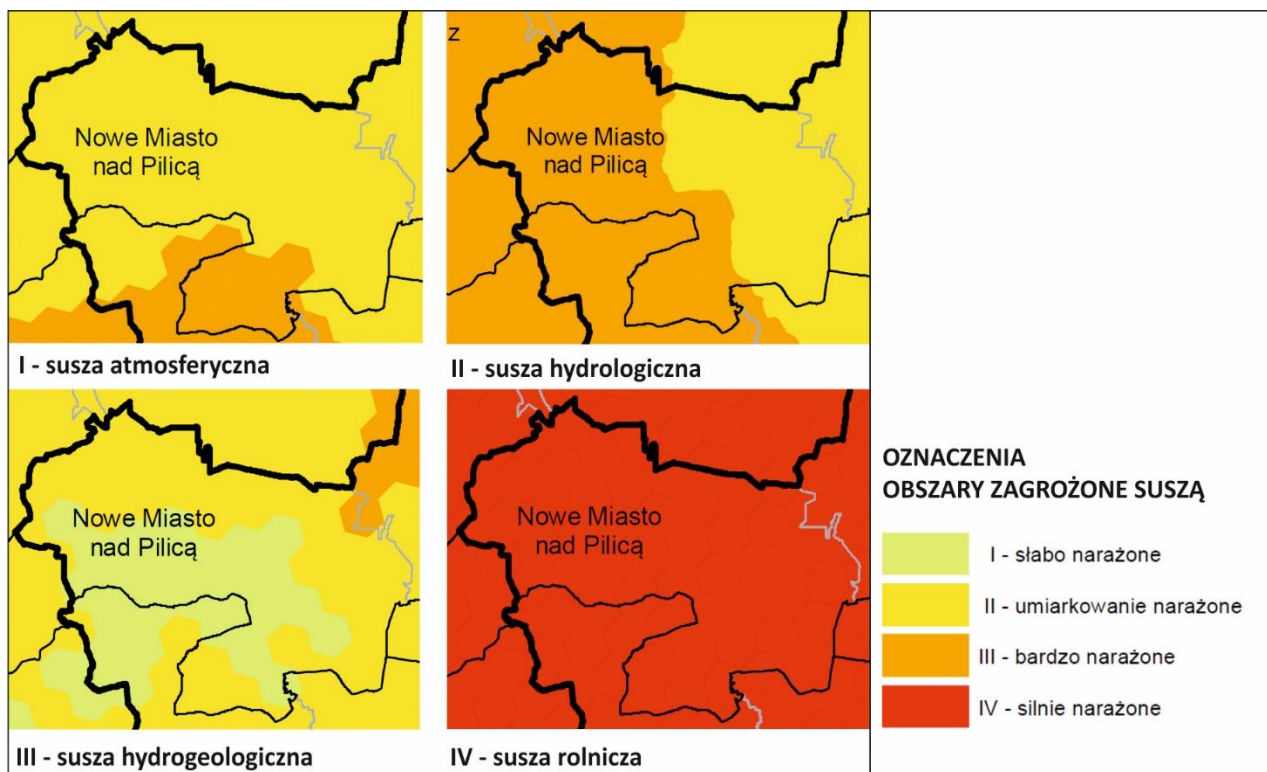 Nowe Miasto
nad Pilicą
I - susza atmosferyczna
z
Nowe Miasto
nad Pilicą
II - susza hydrologiczna
Nowe Miasto
nad Pilicą
III - susza hydrogeologiczna
Nowe Miasto
nad Pilicą
IV - susza rolnicza
OZNACZENIA
OBSZARY ZAGROŻONE SUSZĄ
I - słabo narażone
II - umiarkowanie narażone
III - bardzo narażone
IV - silnie narażone